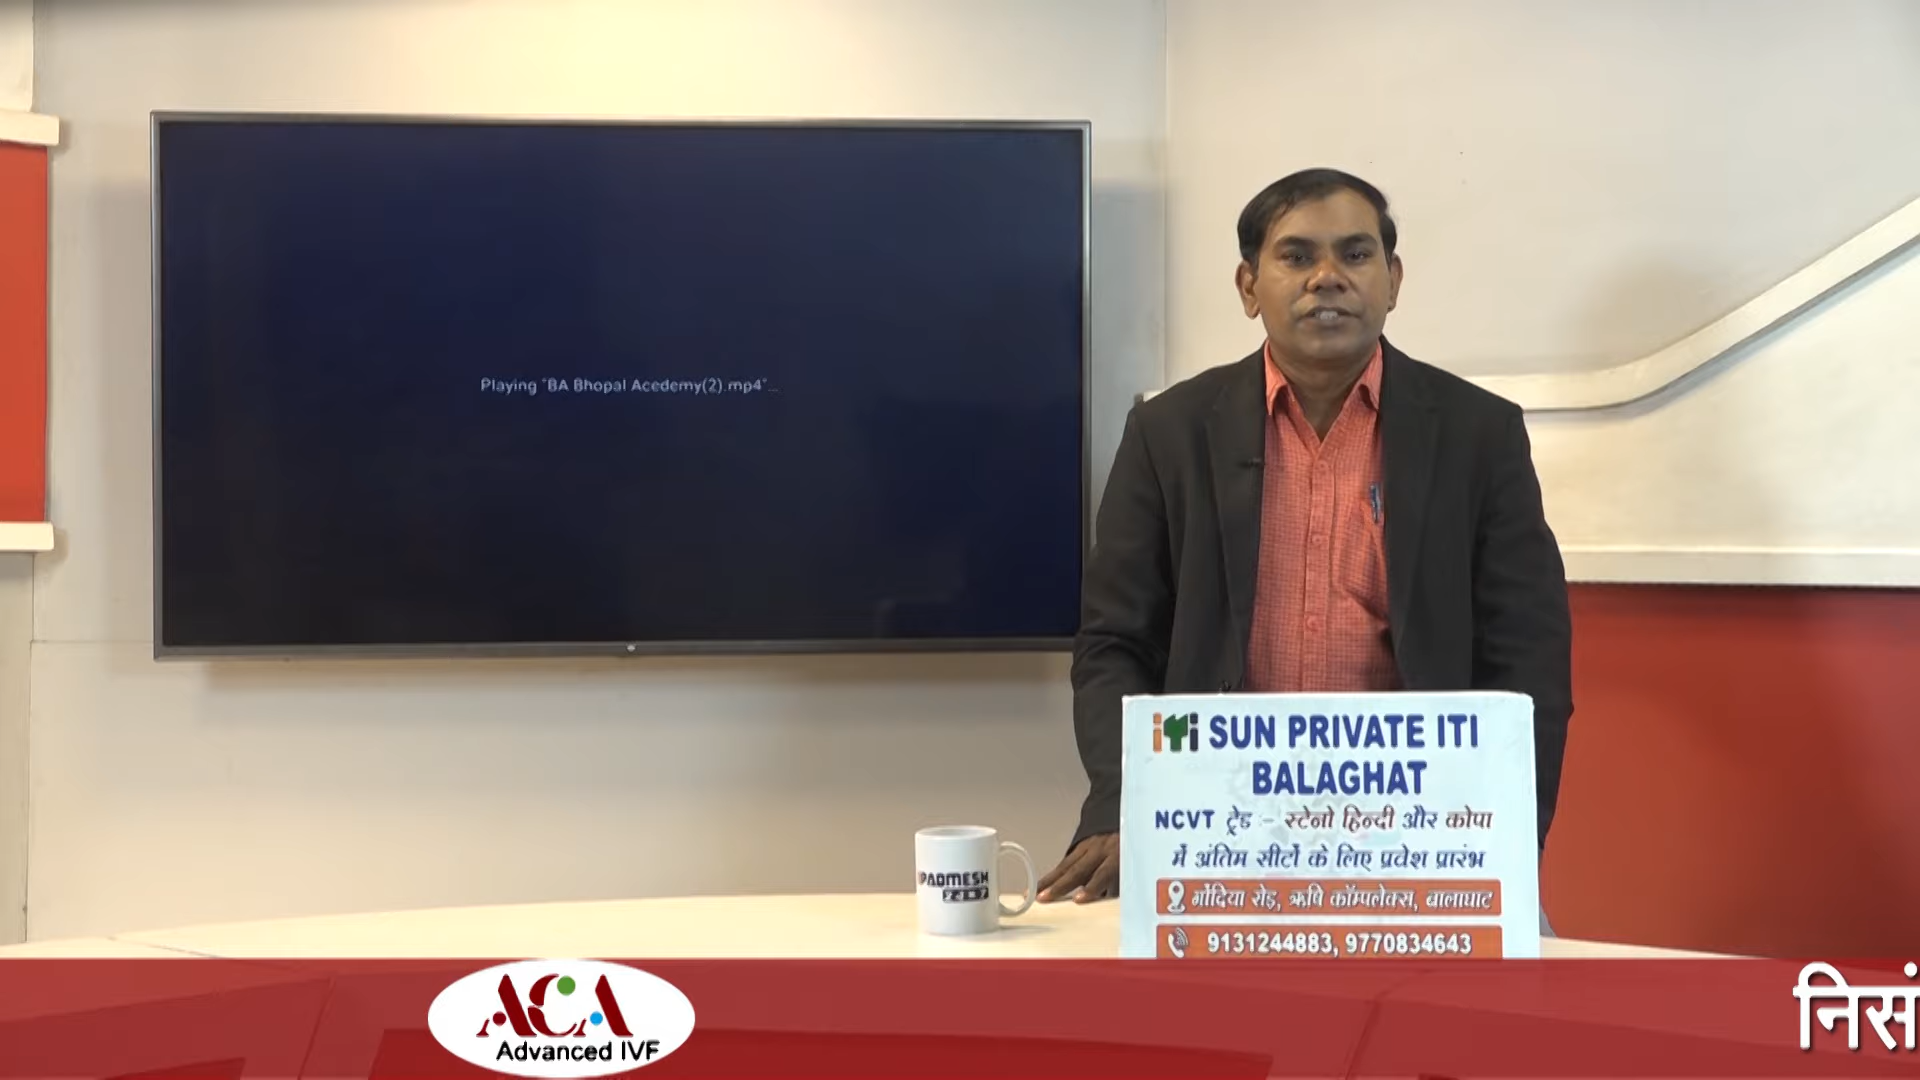 Playing "BA Bhopal Acedemy(2).mp4"...
iti SUN PRIVATE ITI
BALAGHAT
NCVT ट्रेड :- स्टेनो हिन्दी और कोपा
में अंतिम सीटों के लिए प्रवेश प्रारंभ
गोंदिया रोड़, ऋषि कॉम्पलेक्स, बालाघाट
9131244883, 9770834643
PADMESH
ACA
Advanced IVF
निसं